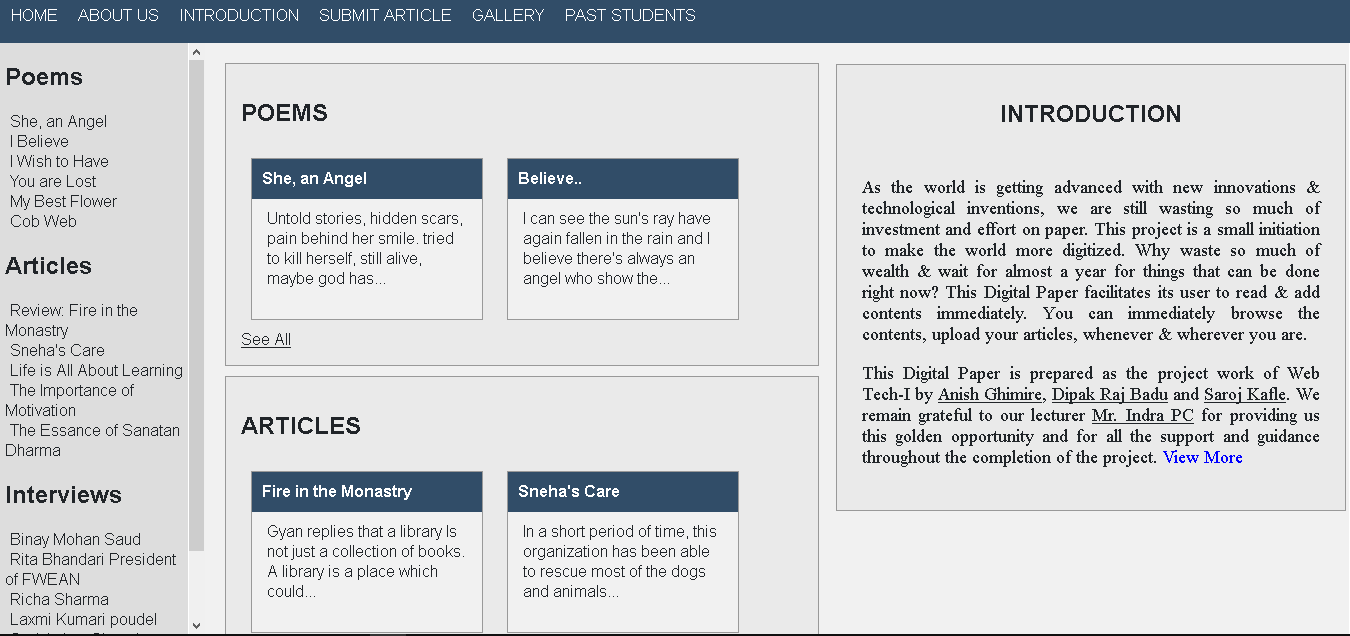 HOME ABOUT US INTRODUCTION SUBMIT ARTICLE GALLERY PAST STUDENTS
Poems
She, an Angel
I Believe
I Wish to Have
You are Lost
My Best Flower
Cob Web
Articles
Review: Fire in the
Monastry
Sneha's Care
Life is All About Learning
The Importance of
Motivation
The Essance of Sanatan
Dharma
Interviews
Binay Mohan Saud
Rita Bhandari President
of FWEAN
Richa Sharma
Laxmi Kumari poudel
POEMS
She, an Angel
Untold stories, hidden scars,
pain behind her smile. tried
to kill herself, still alive,
maybe god has...
Believe..
I can see the sun's ray have
again fallen in the rain and I
believe there's always an
angel who show the...
See All
ARTICLES
Fire in the Monastry
Gyan replies that a library Is
not just a collection of books.
A library is a place which
could...
Sneha's Care
In a short period of time, this
organization has been able
to rescue most of the dogs
and animals...
INTRODUCTION
As the world is getting advanced with new innovations &
technological inventions, we are still wasting so much of
investment and effort on paper. This project is a small initiation
to make the world more digitized. Why waste so much of
wealth & wait for almost a year for things that can be done
right now? This Digital Paper facilitates its user to read & add
contents immediately. You can immediately browse the
contents, upload your articles, whenever & wherever you are.
This Digital Paper is prepared as the project work of Web
Tech-I by Anish Ghimire, Dipak Raj Badu and Saroj Kafle. We
remain grateful to our lecturer Mr. Indra PC for providing us
this golden opportunity and for all the support and guidance
throughout the completion of the project. View More